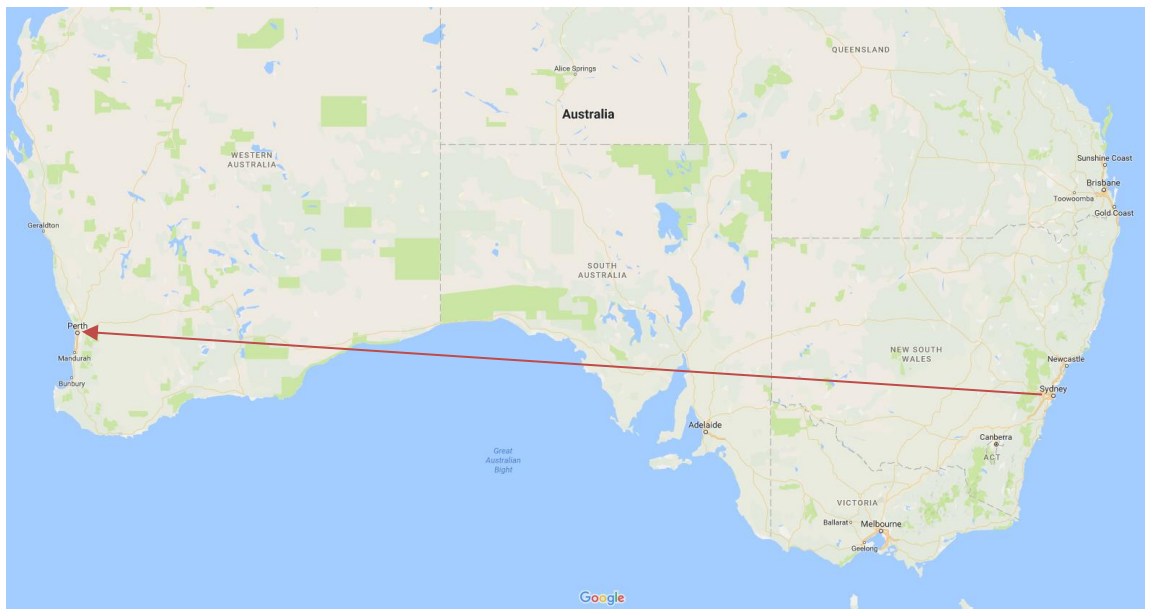 QUEENSLAND
Alice Springs
Australia
WESTERN
AUSTRALIA
Sunshine Coast
Brisbane
Toowoomba
Gold Coast
Geraldton
SOUTH
AUSTRALIA
Perth
NEW SOUTH
WALES
Newcastle
Mandurah
Bunbury
Sydney
Adelaide
Canberra
ACT
Great
Australian
Bight
VICTORIA
Ballarat
Melbourne
Geelong
Google